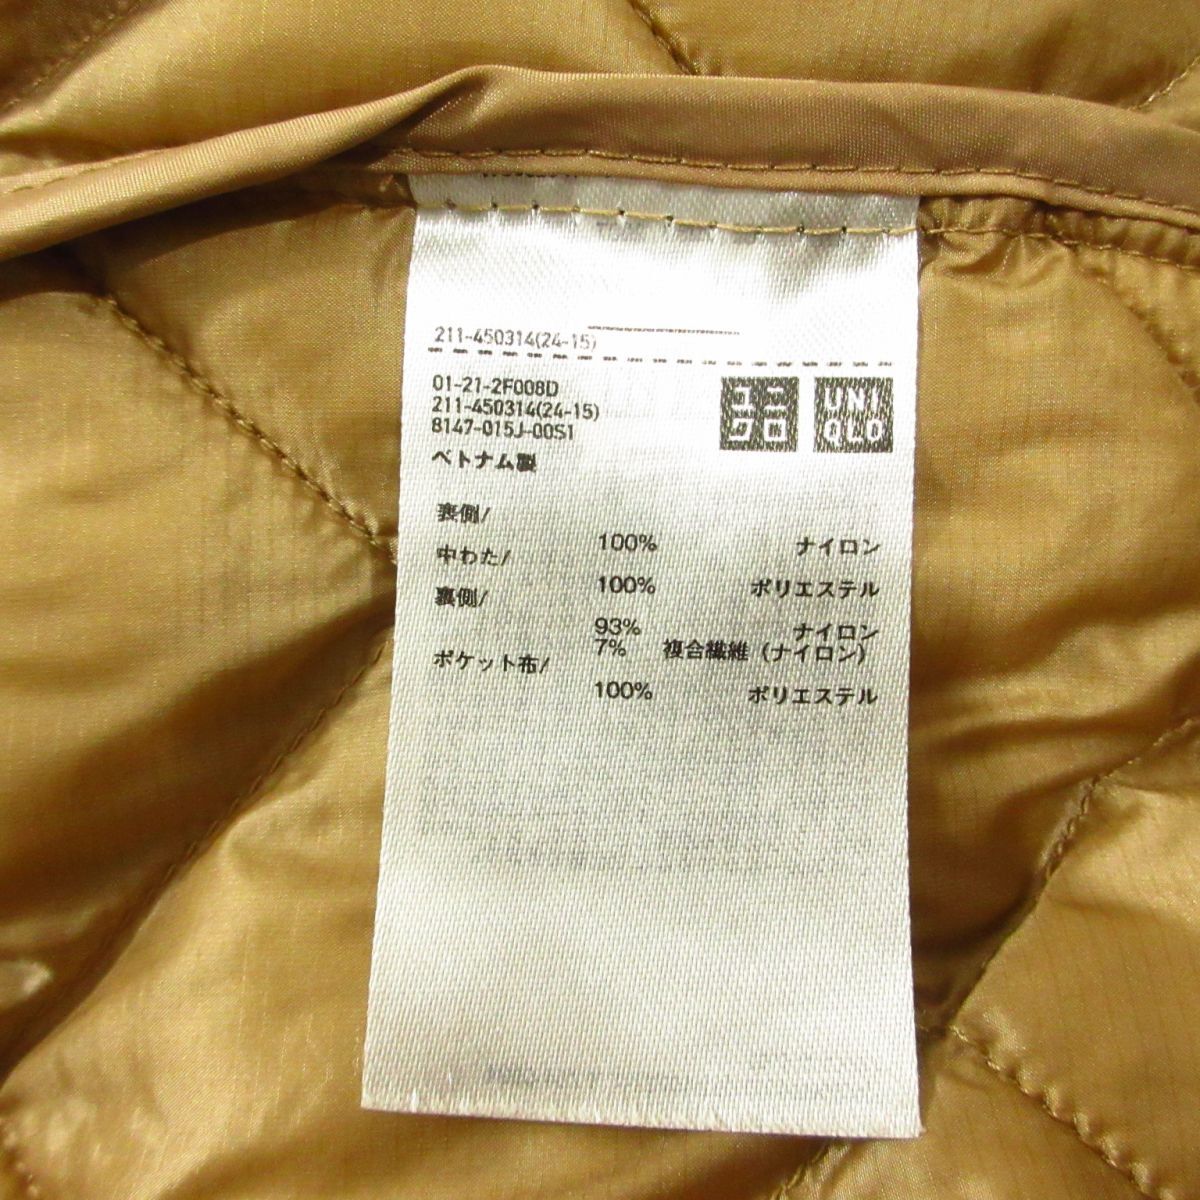 211-450314(24-15)
01-21-2F008D
211-450314(24-15)
8147-015J-00S1
ユニ
クロ
UNI
QLO
ベトナム製
表側/
100% ナイロン
中わた/
100% ポリエステル
裏側/
93% ナイロン
7% 複合繊維(ナイロン)
ポケット布/
100% ポリエステル